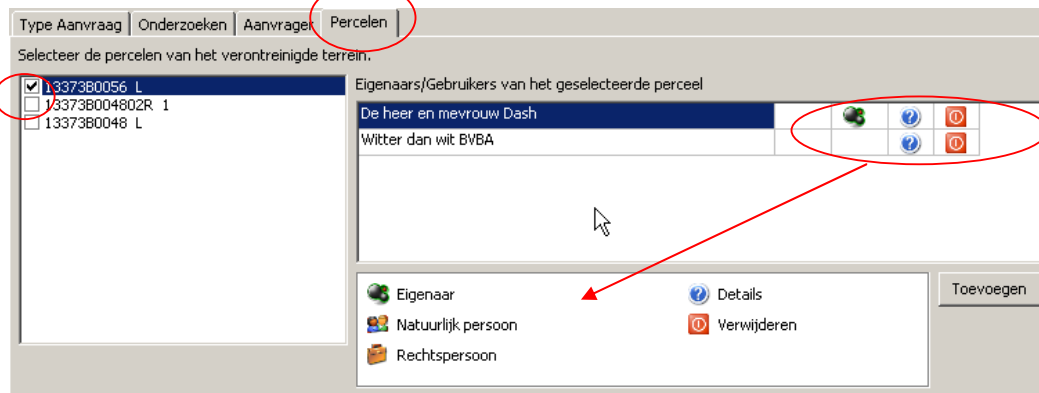 Type Aanvraag Onderzoeken Aanvrager Percelen
Selecteer de percelen van het verontreinigde terrein.
13373B0056 L
13373B004802R 1
13373B0048 L
Eigenaars/Gebruikers van het geselecteerde perceel
De heer en mevrouw Dash
Witter dan wit BVBA
Eigenaar
Details
Natuurlijk persoon
Verwijderen
Rechtspersoon
Toevoegen